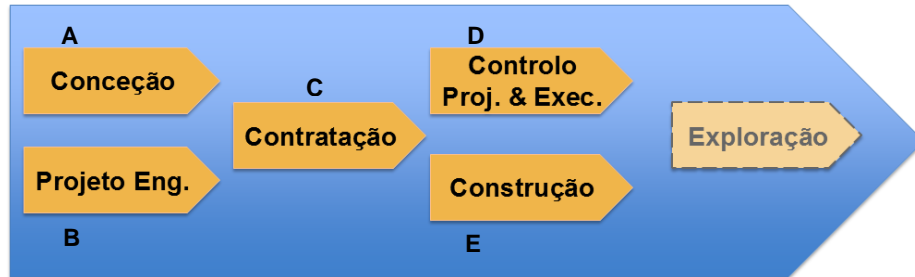 A
Conceção
B
Projeto Eng.
C
Contratação
D
Controlo
Proj. & Exec.
E
Construção
Exploração